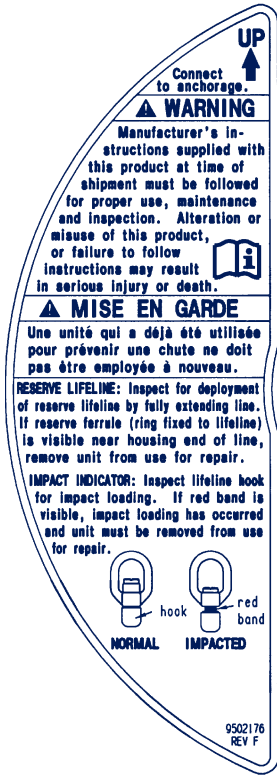 UP
Connect
to anchorage.
⚠ WARNING
Manufacturer's in-
structions supplied with
this product at time of
shipment must be followed
for proper use, maintenance
and inspection. Alteration or
misuse of this product,
or failure to follow
instructions may result
in serious injury or death.
⚠ MISE EN GARDE
Une unité qui a déjà été utilisée
pour prévenir une chute ne doit
pas être employée à nouveau.
RESERVE LIFELINE: Inspect for deployment
of reserve lifeline by fully extending line.
If reserve ferrule (ring fixed to lifeline)
is visible near housing end of line,
remove unit from use for repair.
IMPACT INDICATOR: Inspect lifeline hook
for impact loading. If red band is
visible, impact loading has occurred
and unit must be removed from use
for repair.
hook
red
band
NORMAL IMPACTED
9502176
REV F